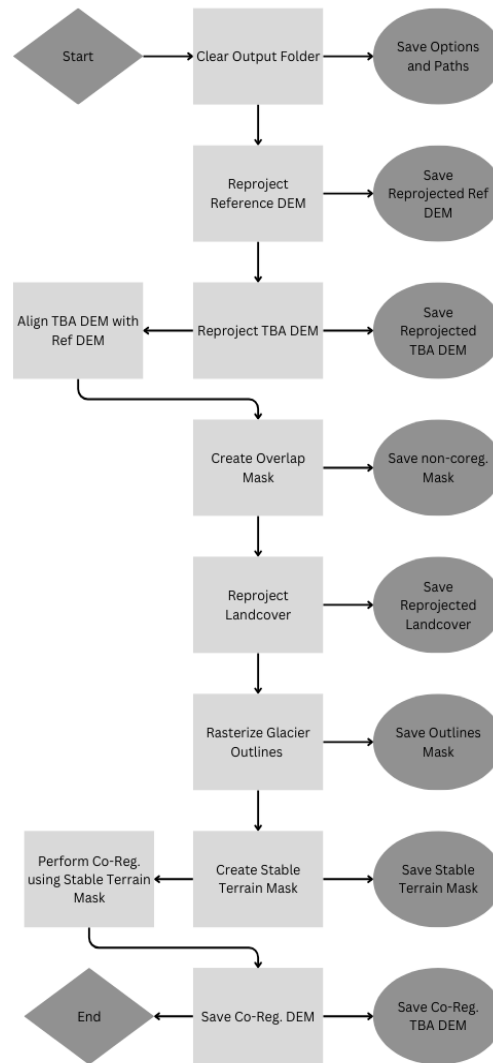 Start
Clear Output Folder
Save Options
and Paths
Reproject
Reference DEM
Save
Reprojected Ref
DEM
Align TBA DEM with
Ref DEM
Reproject TBA DEM
Save
Reprojected
TBA DEM
Create Overlap
Mask
Save non-coreg.
Mask
Reproject
Landcover
Save
Reprojected
Landcover
Rasterize Glacier
Outlines
Save Outlines
Mask
Perform Co-Reg.
using Stable Terrain
Mask
Create Stable
Terrain Mask
Save Stable
Terrain Mask
End
Save Co-Reg. DEM
Save Co-Reg.
TBA DEM